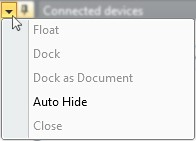 Connected devices
Float
Dock
Dock as Document
Auto Hide
Close